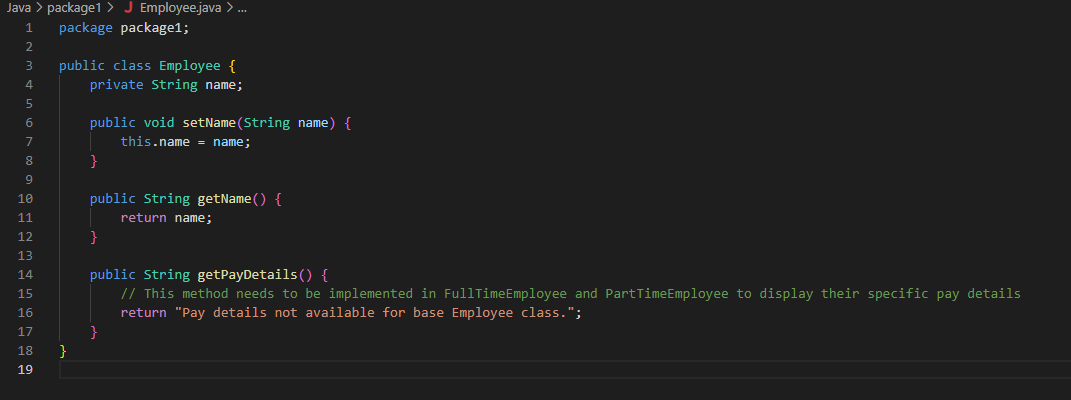 Java > package1 > J Employee.java > ...
1 package package1;
2
3 public class Employee {
4     private String name;
5
6     public void setName(String name) {
7         this.name = name;
8     }
9
10     public String getName() {
11         return name;
12     }
13
14     public String getPayDetails() {
15         // This method needs to be implemented in FullTimeEmployee and PartTimeEmployee to display their specific pay details
16         return "Pay details not available for base Employee class.";
17     }
18 }
19